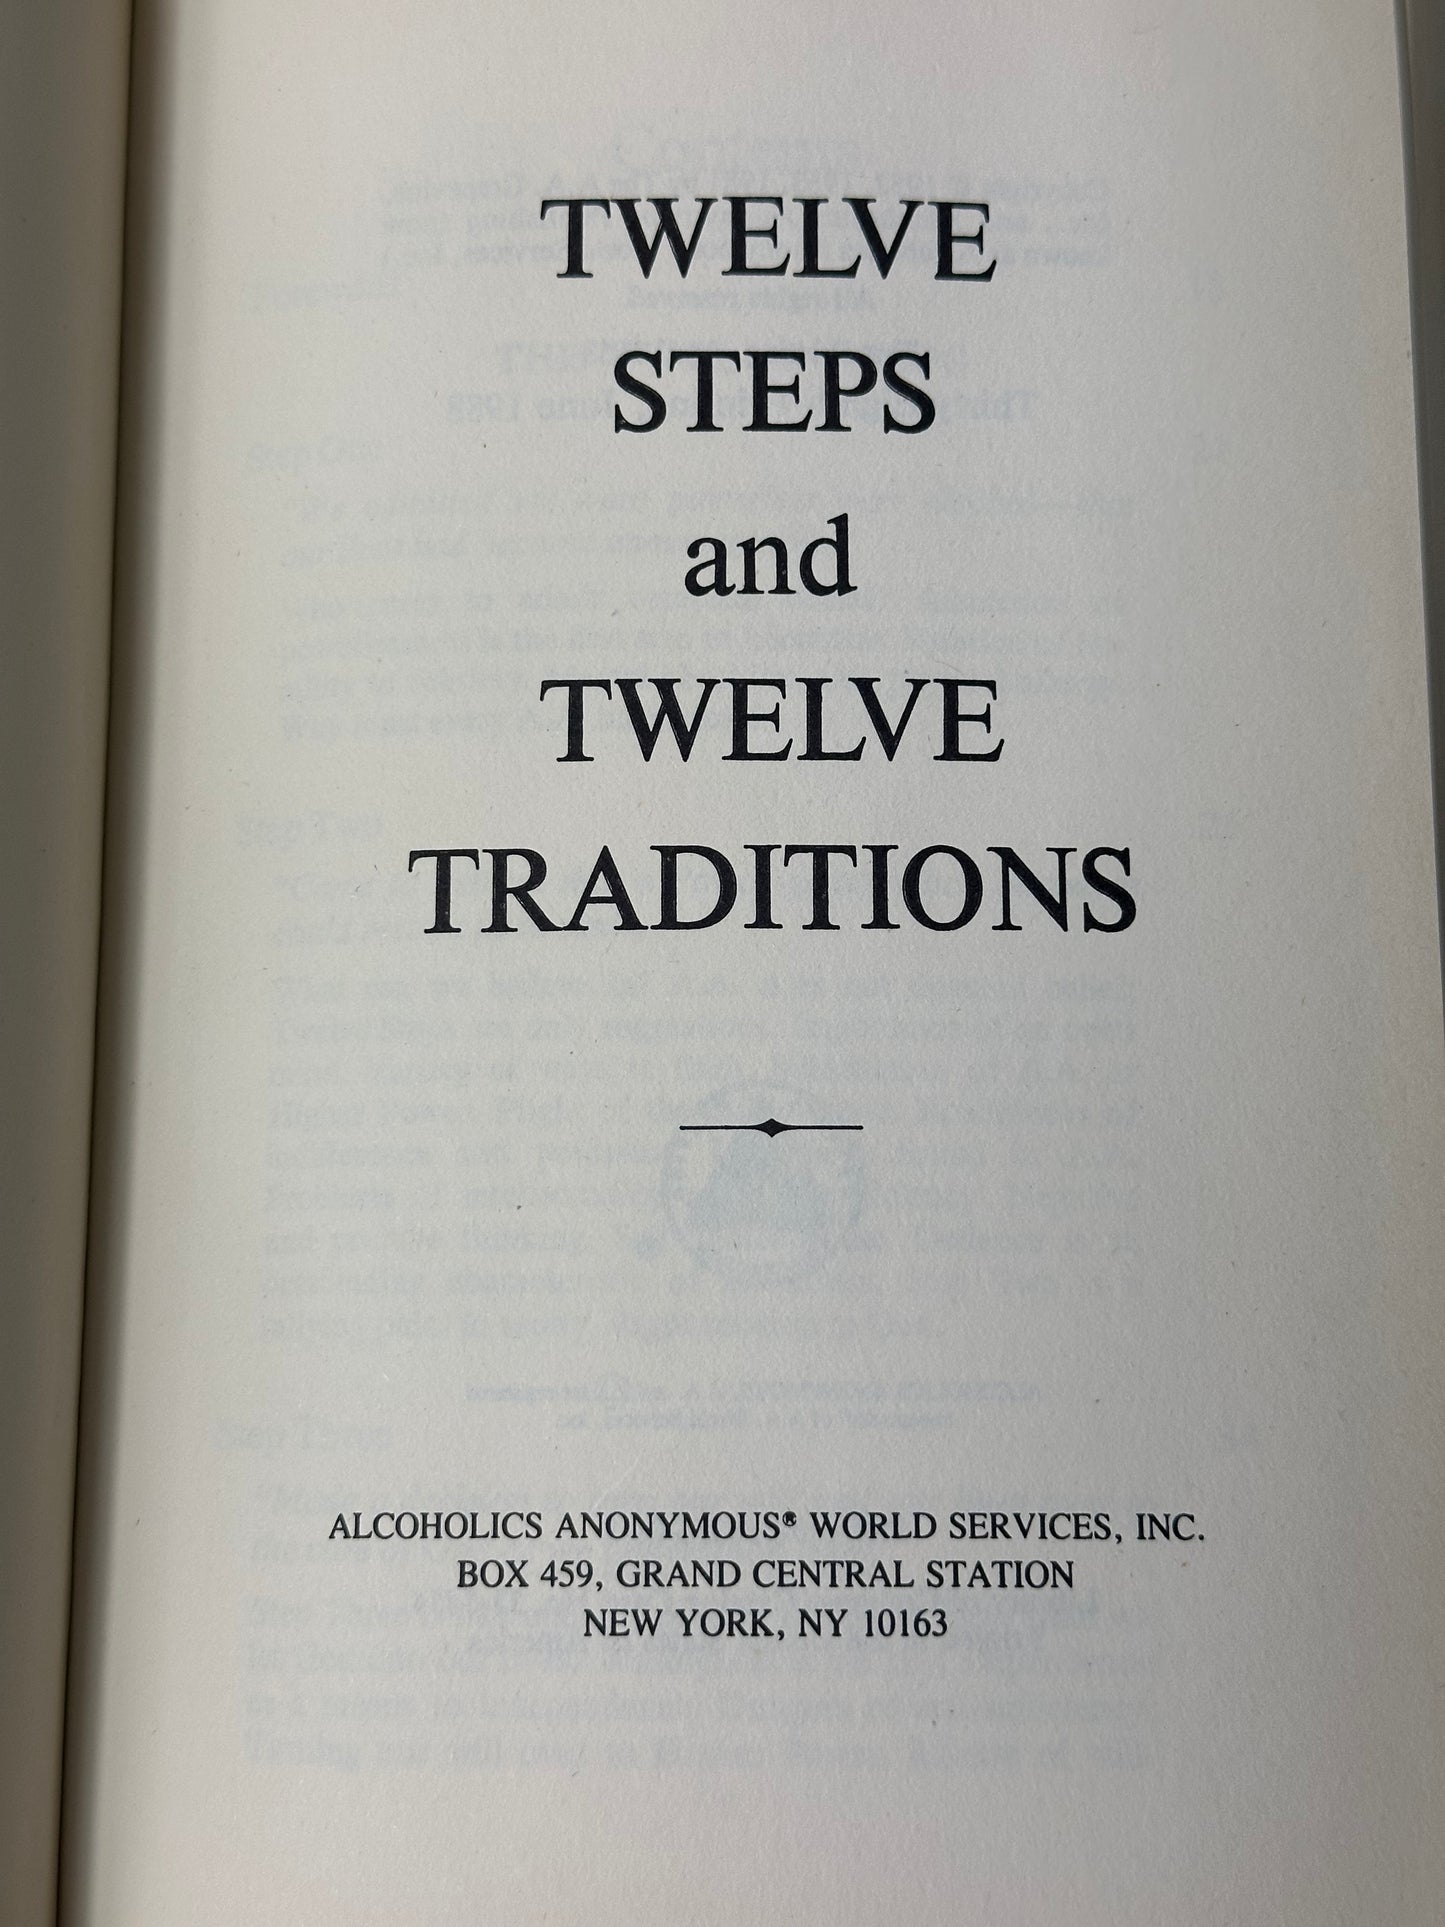 TWELVE
STEPS
and
TWELVE
TRADITIONS
ALCOHOLICS ANONYMOUS® WORLD SERVICES, INC.
BOX 459, GRAND CENTRAL STATION
NEW YORK, NY 10163